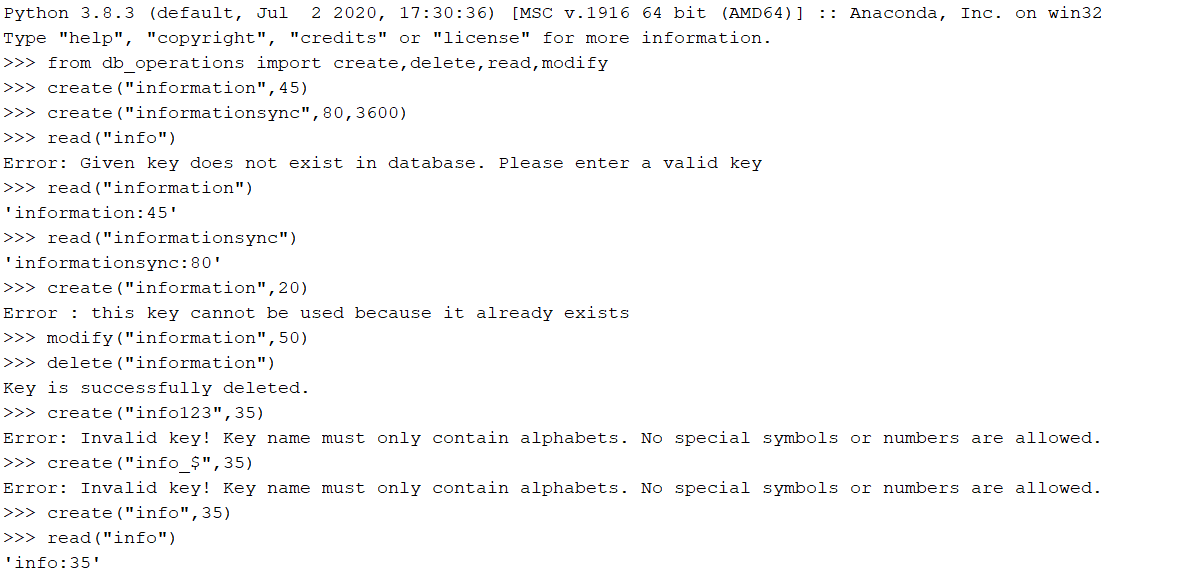 Python 3.8.3 (default, Jul  2 2020, 17:30:36) [MSC v.1916 64 bit (AMD64)] :: Anaconda, Inc. on win32
Type "help", "copyright", "credits" or "license" for more information.
>>> from db_operations import create,delete,read,modify
>>> create("information",45)
>>> create("informationsync",80,3600)
>>> read("info")
Error: Given key does not exist in database. Please enter a valid key
>>> read("information")
'information:45'
>>> read("informationsync")
'informationsync:80'
>>> create("information",20)
Error : this key cannot be used because it already exists
>>> modify("information",50)
>>> delete("information")
Key is successfully deleted.
>>> create("info123",35)
Error: Invalid key! Key name must only contain alphabets. No special symbols or numbers are allowed.
>>> create("info_$",35)
Error: Invalid key! Key name must only contain alphabets. No special symbols or numbers are allowed.
>>> create("info",35)
>>> read("info")
'info:35'